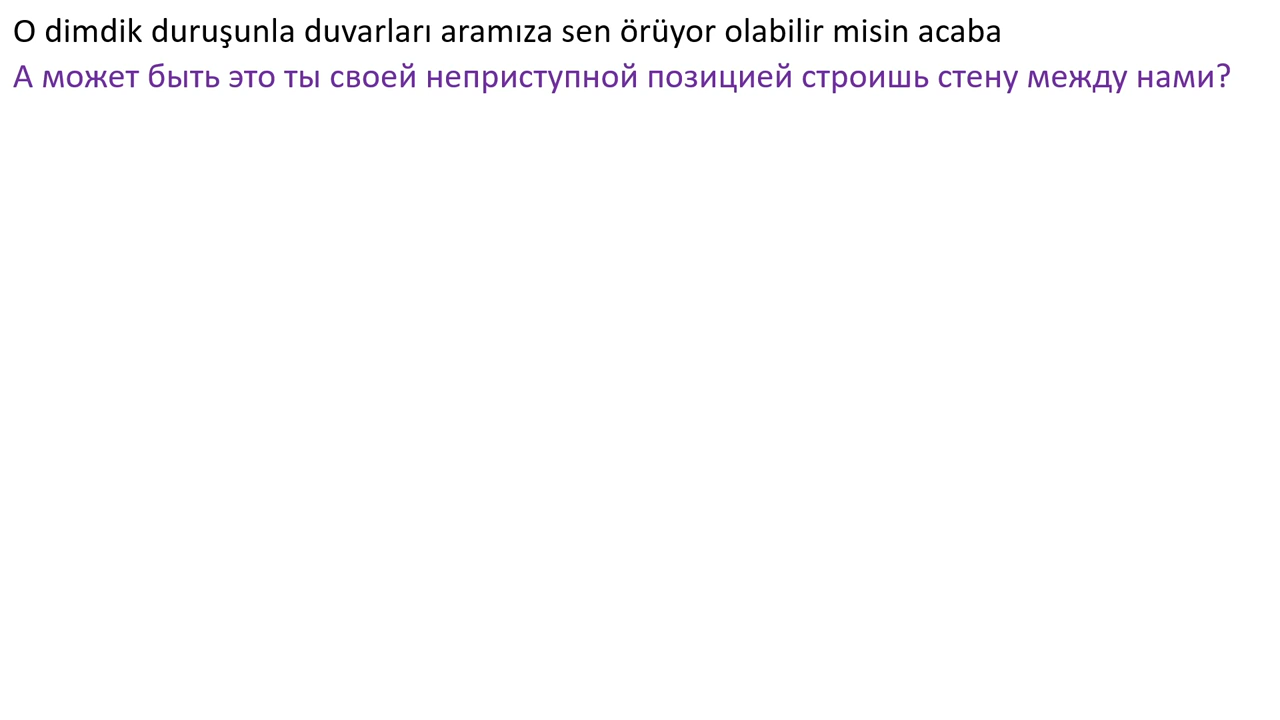 O dimdik duruşunla duvarları aramıza sen örüyor olabilir misin acaba
А может быть это ты своей неприступной позицией строишь стену между нами?